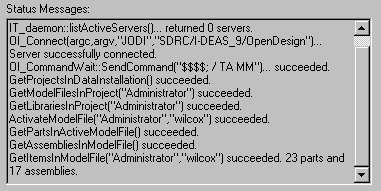 Status Messages:
IT_daemon::listActiveServers()... returned 0 servers.
OI_Connect(argc,argv,"JODI","SDRC/I-DEAS_9/OpenDesign")...
Server successfully connected.
OI_CommandWait::SendCommand("$$$$; / TA MM")... succeeded.
GetProjectsInDataInstallation() succeeded.
GetModelFilesInProject("Administrator") succeeded.
GetLibrariesInProject("Administrator") succeeded.
ActivateModelFile("Administrator","wilcox") succeeded.
GetPartsInActiveModelFile() succeeded.
GetAssembliesInModelFile() succeeded.
GetItemsInModelFile("Administrator","wilcox") succeeded. 23 parts and
17 assemblies.